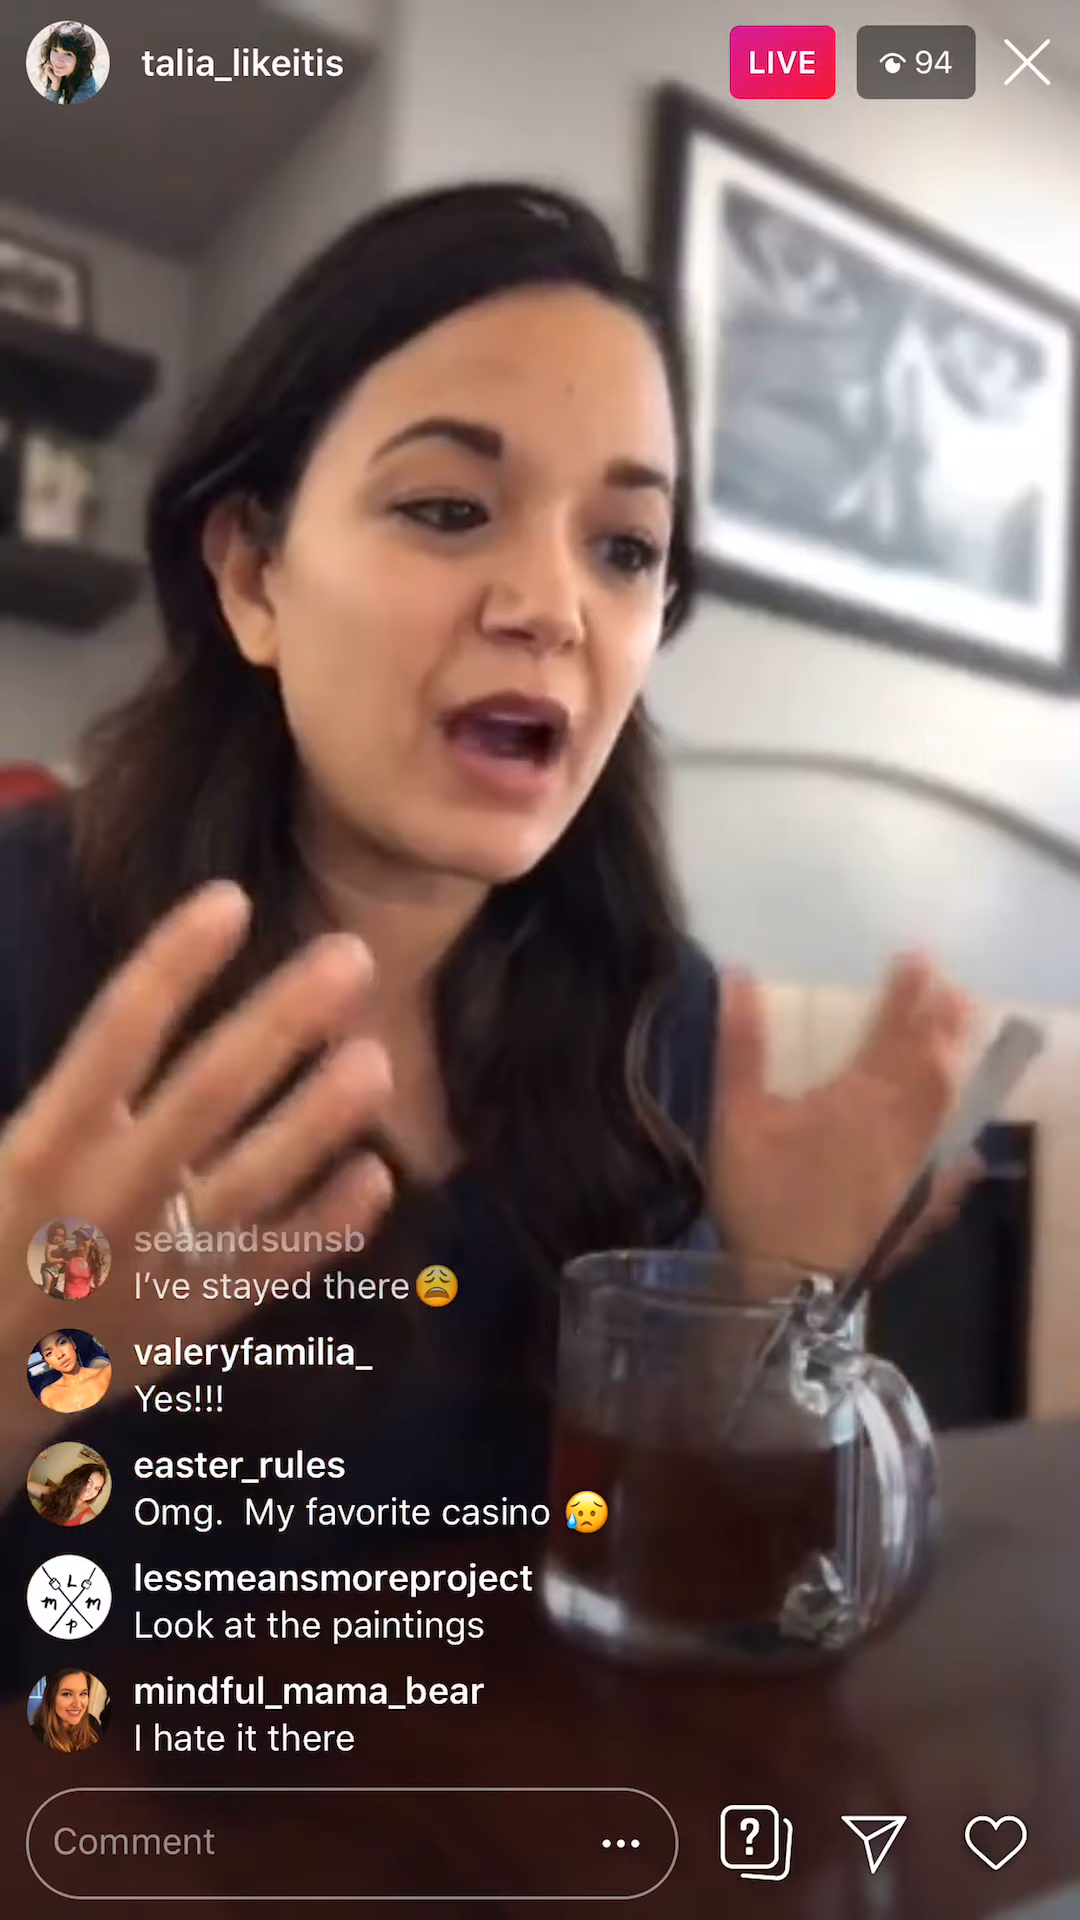 talia_likeitis
LIVE
94
seaandsunsb
I've stayed there😩
valeryfamilia_
Yes!!!
easter_rules
Omg.  My favorite casino 😥
L
m m
P
lessmeansmoreproject
Look at the paintings
mindful_mama_bear
I hate it there
Comment
?